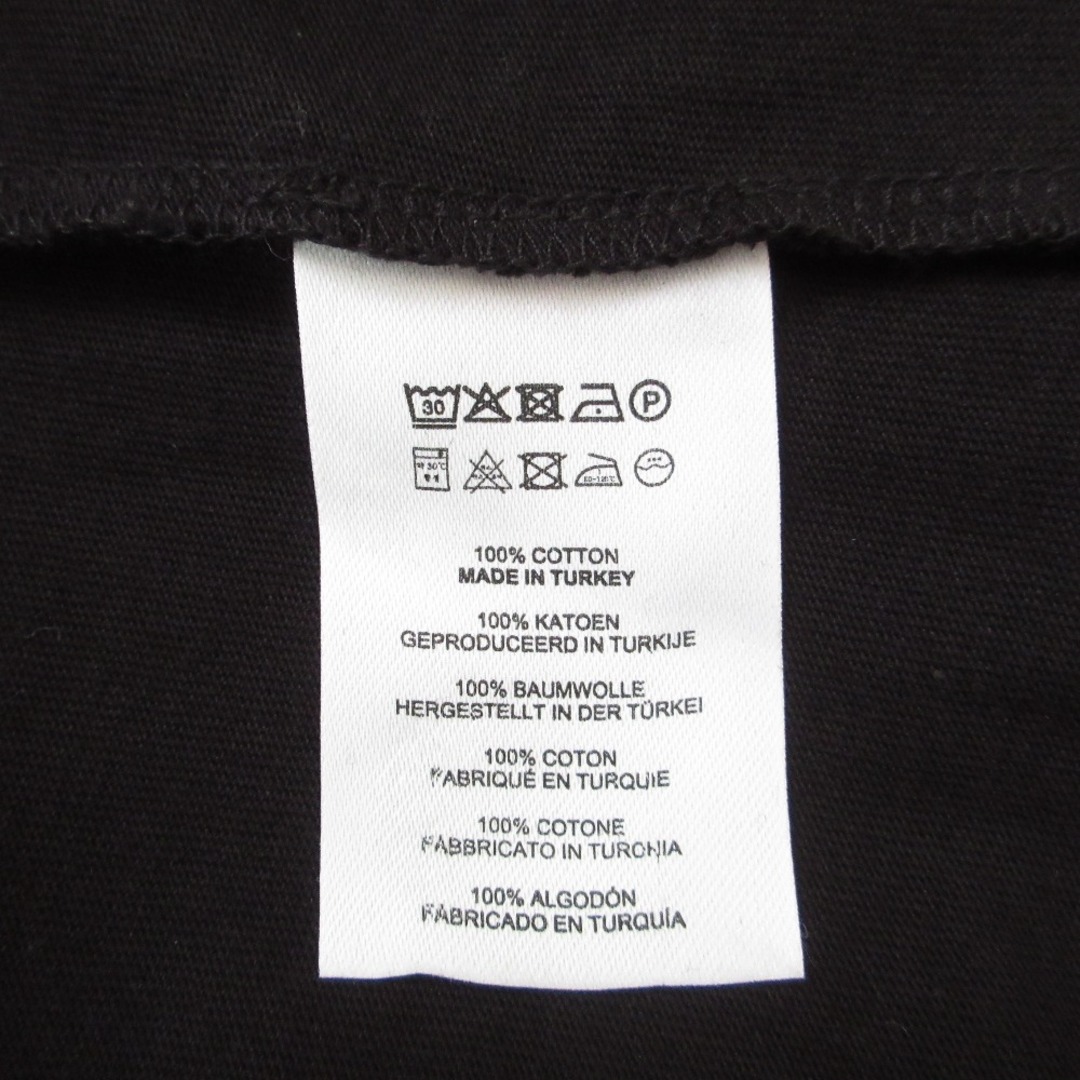 30 P
30°C
100% COTTON
MADE IN TURKEY
100% KATOEN
GEPRODUCEERD IN TURKIJE
100% BAUMWOLLE
HERGESTELLT IN DER TÜRKEI
100% COTON
FABRIQUÉ EN TURQUIE
100% COTONE
FABBRICATO IN TURCHIA
100% ALGODÓN
FABRICADO EN TURQUÍA